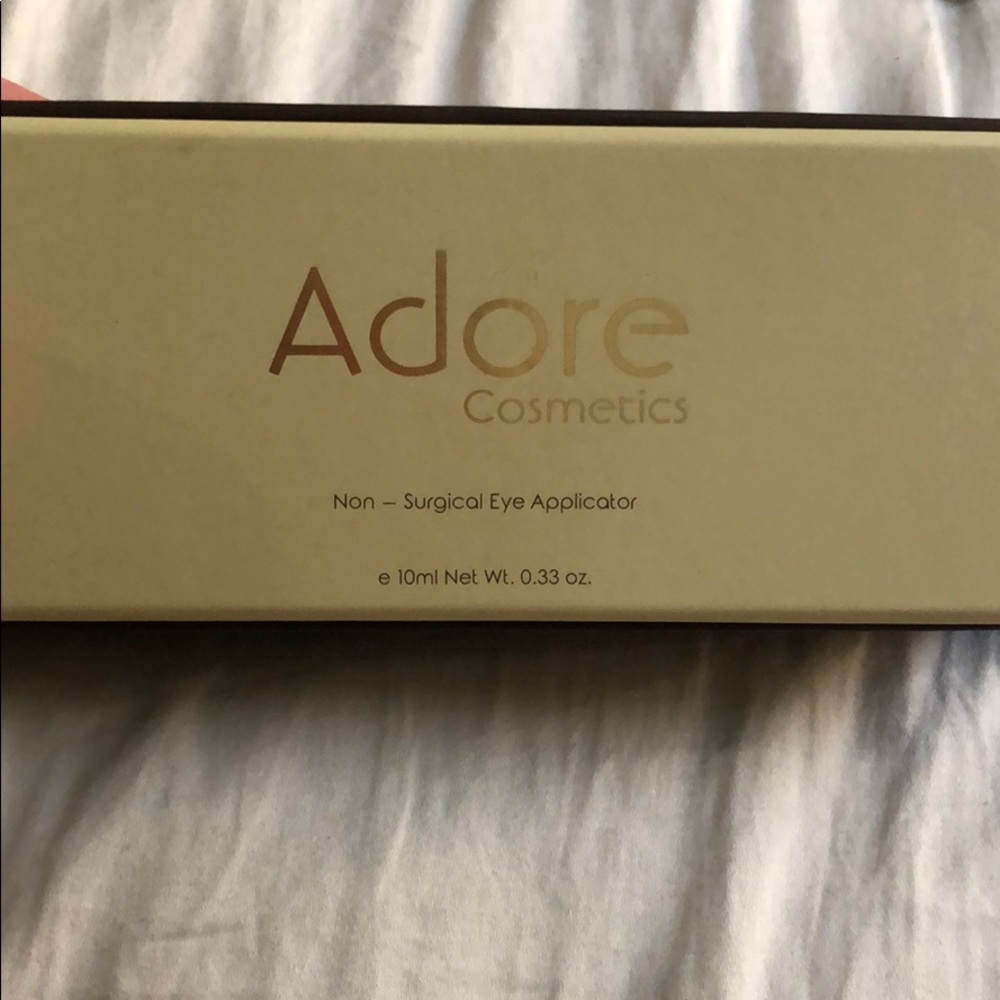 Adore
Cosmetics
Non – Surgical Eye Applicator
e 10ml Net Wt. 0.33 oz.